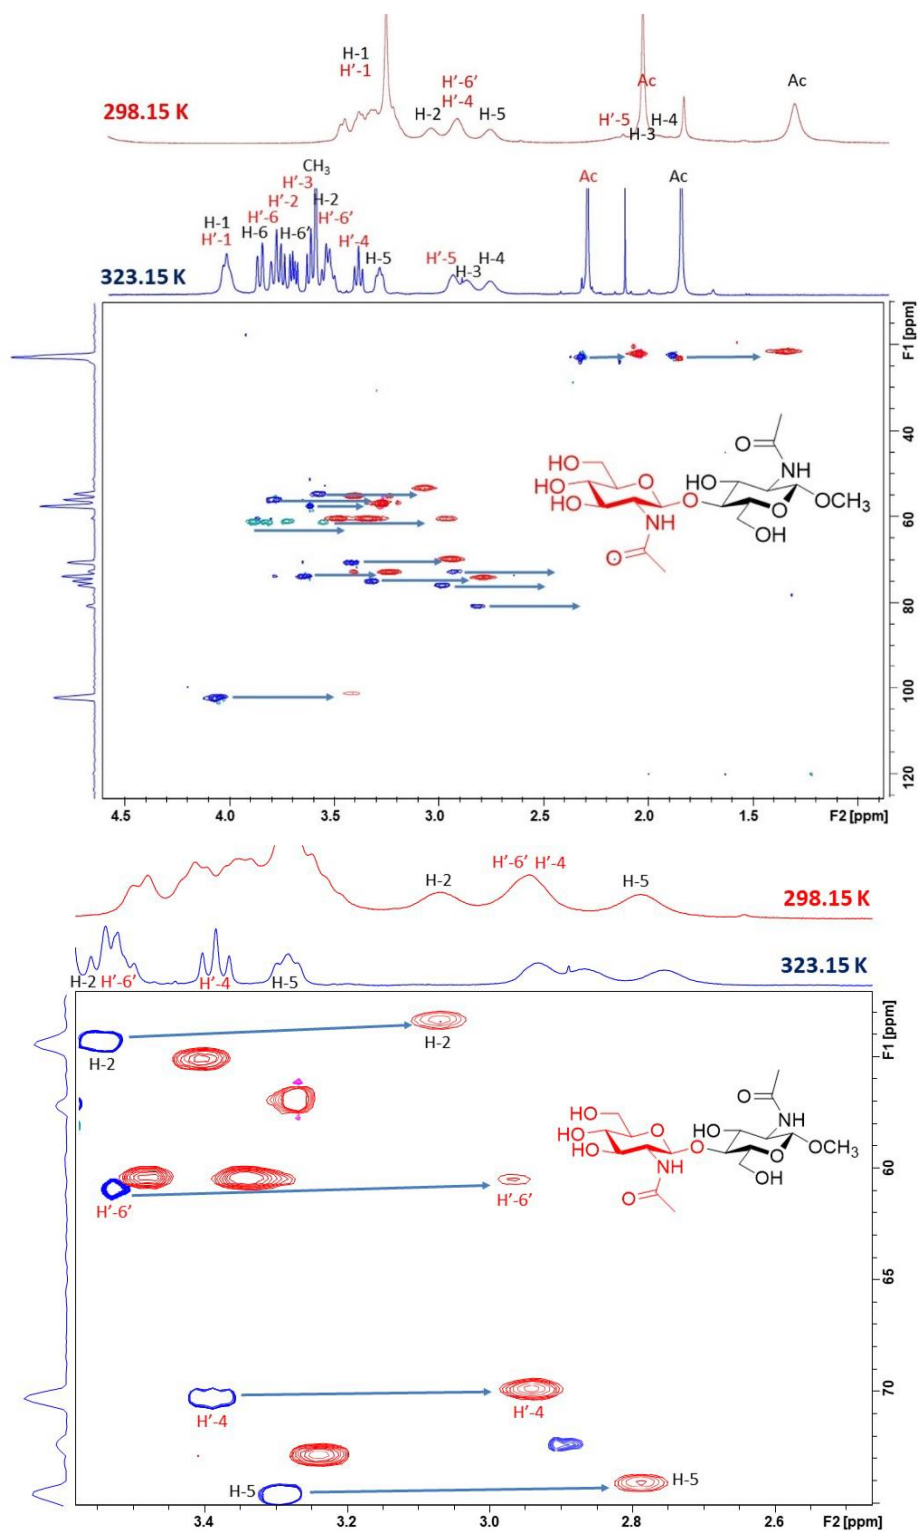 H-1
H'-1
298.15 K
H-2
H'-6'
H'-4
H-5
H'-5
Ac
H-3
H-4
Ac
323.15 K
H-1
H'-1
H'-6
H-6
H'-2
H-6'
H'-3
CH3
H-2
H'-6'
H'-4
H-5
H'-5
H-3
H-4
Ac
Ac
F1 [ppm]
40
60
80
100
120
HO
HO
HO
O
O
NH
O
O
NH
HO
O
O-CH3
OH
4.5 4.0 3.5 3.0 2.5 2.0 1.5 F2 [ppm]
H-2
H'-6' H'-4
H-5
298.15 K
H-2 H'-6'
H'-4
H-5
323.15 K
F1 [ppm]
60
65
70
H-2
H-2
H'-6'
H'-6'
H'-4
H'-4
H-5
H-5
HO
HO
HO
O
O
NH
O
O
NH
HO
O
O-CH3
OH
3.4 3.2 3.0 2.8 2.6 F2 [ppm]